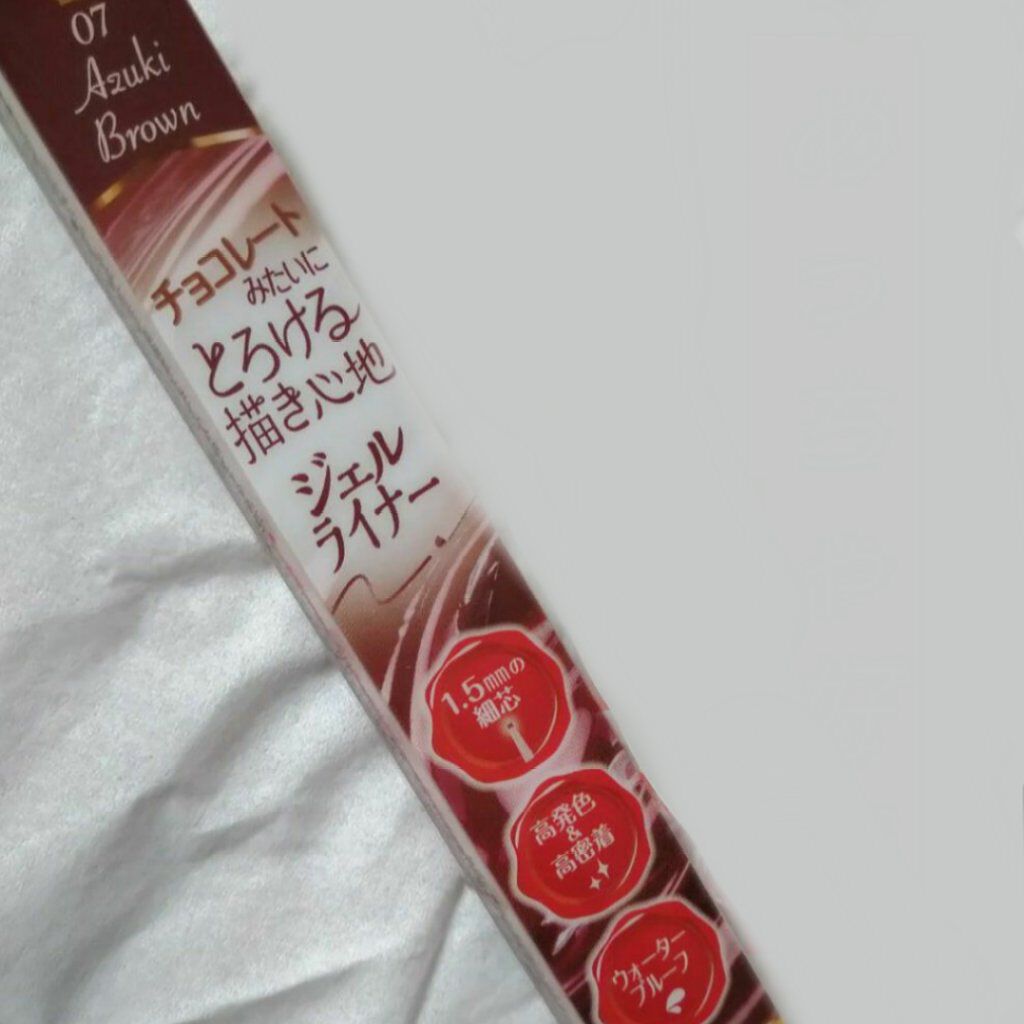 07
Azuki
Brown
チョコレート
みたいに
とろける
描き心地
ジェル
ライナー
1.5mmの
細芯
高発色
&
高密着
ウォーター
プルーフ